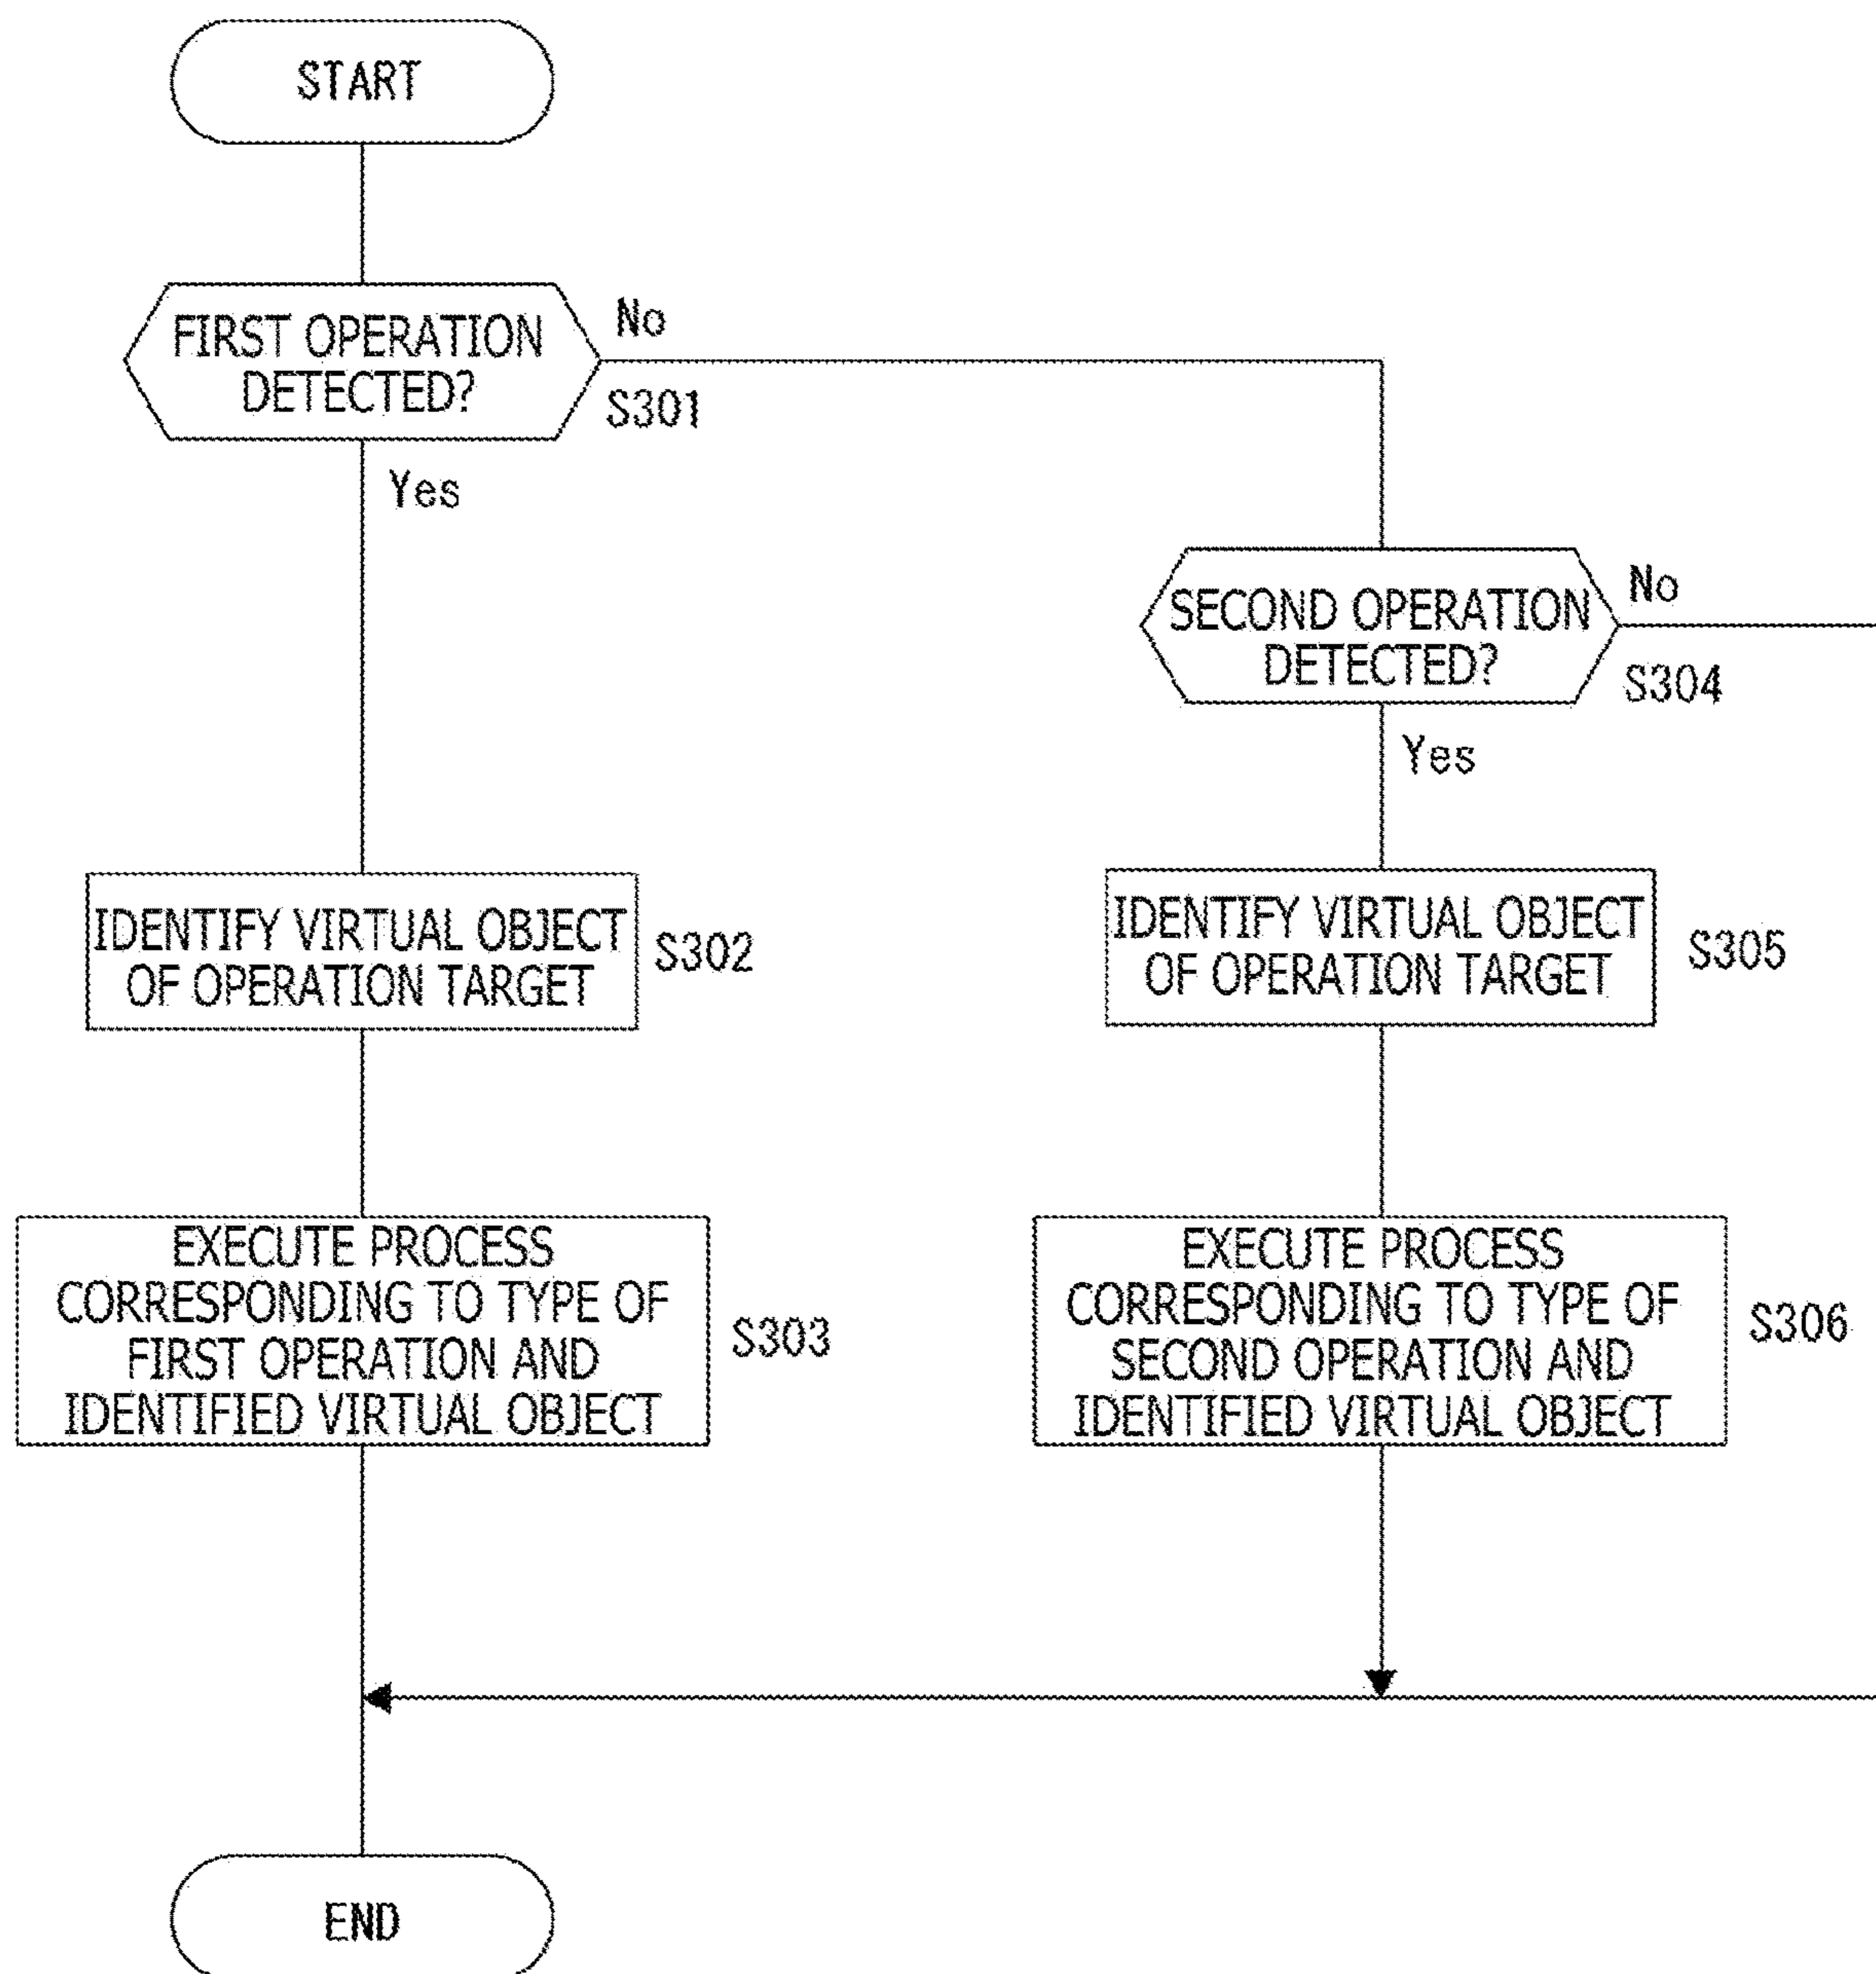 START
FIRST OPERATION
DETECTED?
No
S301
Yes
SECOND OPERATION
DETECTED?
No
S304
Yes
IDENTIFY VIRTUAL OBJECT
OF OPERATION TARGET
S302
IDENTIFY VIRTUAL OBJECT
OF OPERATION TARGET
S305
EXECUTE PROCESS
CORRESPONDING TO TYPE OF
FIRST OPERATION AND
IDENTIFIED VIRTUAL OBJECT
S303
EXECUTE PROCESS
CORRESPONDING TO TYPE OF
SECOND OPERATION AND
IDENTIFIED VIRTUAL OBJECT
S306
END